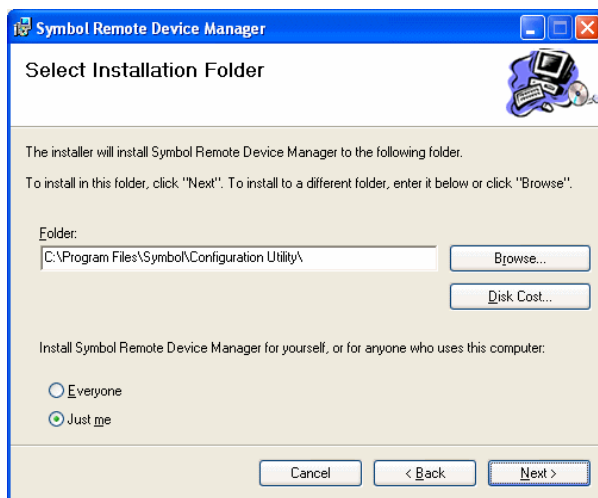 Symbol Remote Device Manager
Select Installation Folder
The installer will install Symbol Remote Device Manager to the following folder.
To install in this folder, click "Next". To install to a different folder, enter it below or click "Browse".
Folder:
C:\Program Files\Symbol\Configuration Utility\
Browse...
Disk Cost...
Install Symbol Remote Device Manager for yourself, or for anyone who uses this computer:
Everyone
Just me
Cancel
< Back
Next >